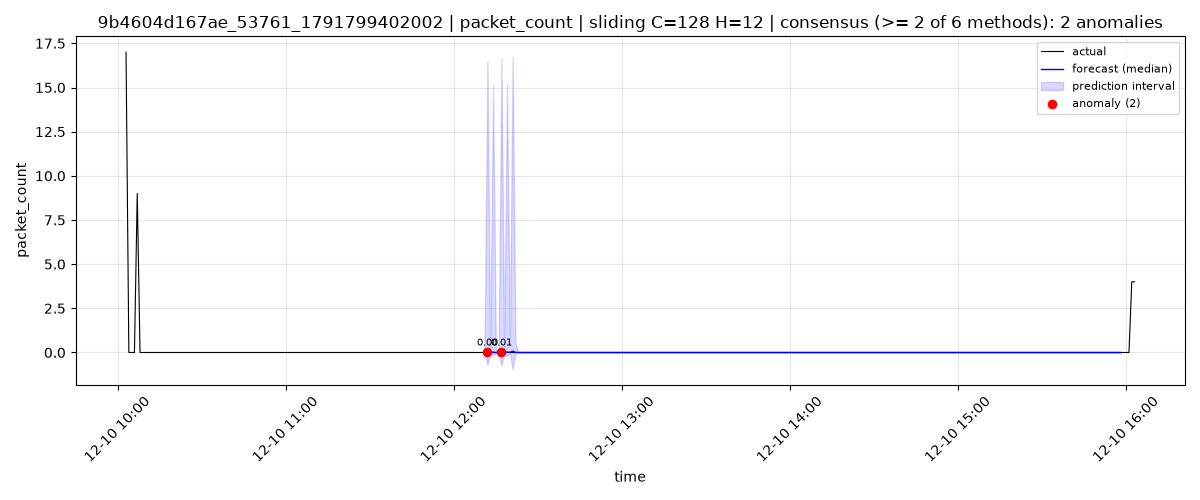 9b4604d167ae_53761_1791799402002 | packet_count | sliding C=128 H=12 | consensus (>= 2 of 6 methods): 2 anomalies
17.5
15.0
12.5
10.0
7.5
5.0
2.5
0.0
packet_count
actual
forecast (median)
prediction interval
anomaly (2)
0.01
12-10 10:00
12-10 11:00
12-10 12:00
12-10 13:00
12-10 14:00
12-10 15:00
12-10 16:00
time